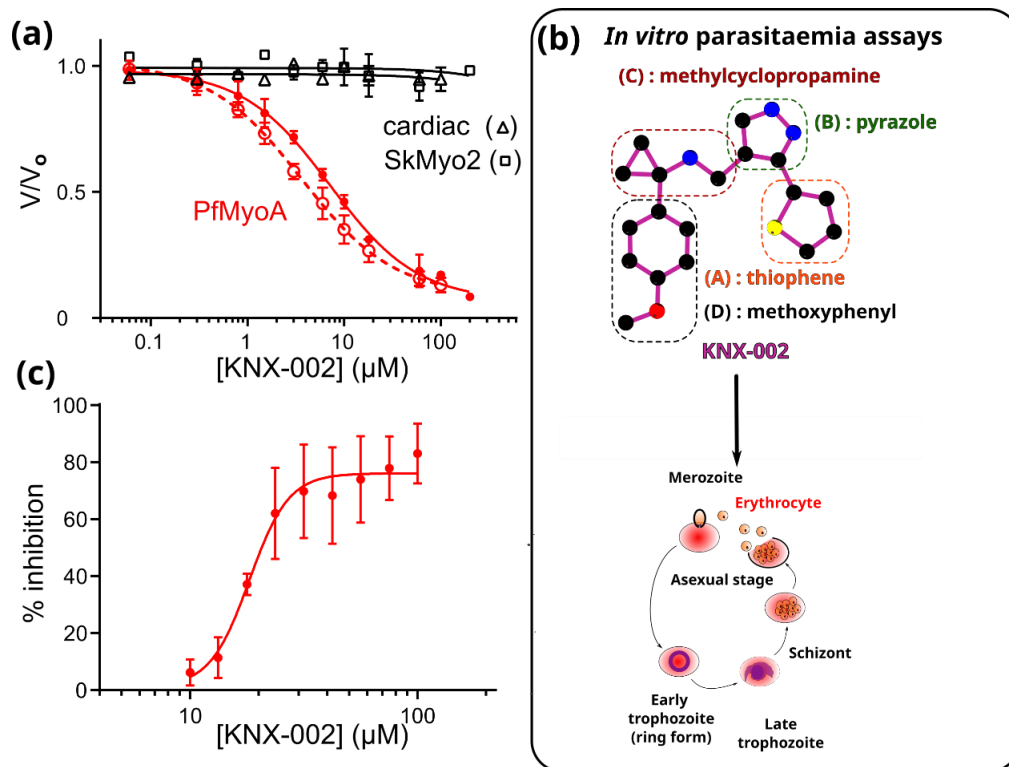 (a)
1.0
0.5
0
V/Vo
cardiac (△)
SkMyo2 (□)
PfMyoA
0.1
1
10
100
[KNX-002] (μM)
(b)
In vitro parasitaemia assays
(C) : methylcyclopropamine
(B) : pyrazole
(A) : thiophene
(D) : methoxyphenyl
KNX-002
Merozoite
Erythrocyte
Asexual stage
Schizont
Early
trophozoite
(ring form)
Late
trophozoite
(c)
100
80
60
40
20
0
% inhibition
10
100
[KNX-002] (μM)